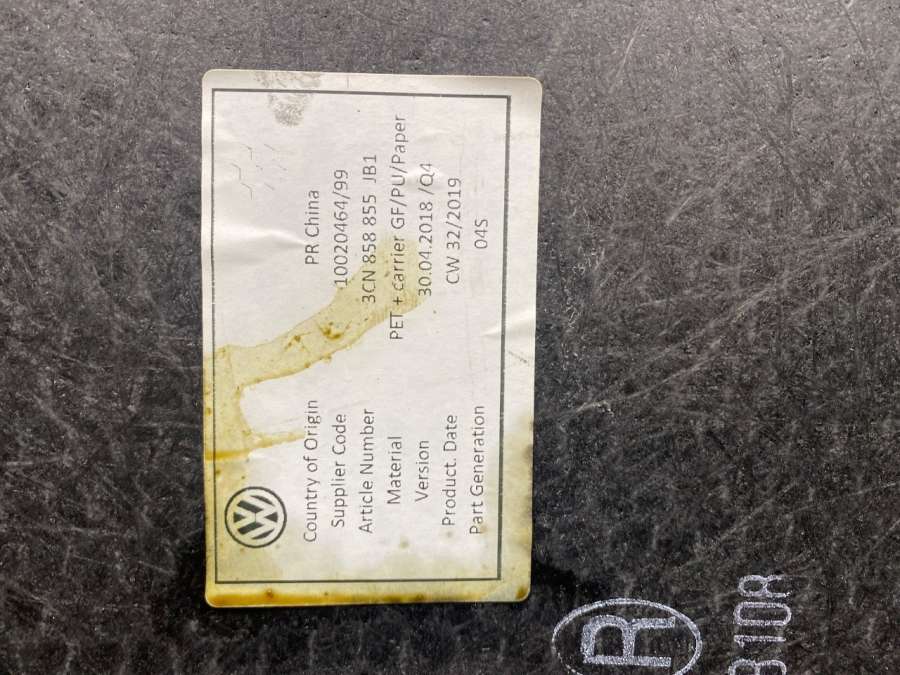 Country of Origin PR China
Supplier Code 10020464/99
Article Number 3CN 858 855 JB1
Material PET + carrier GF/PU/Paper
Version 30.04.2018 /Q4
Product. Date CW 32/2019
Part Generation 04S
R
3108